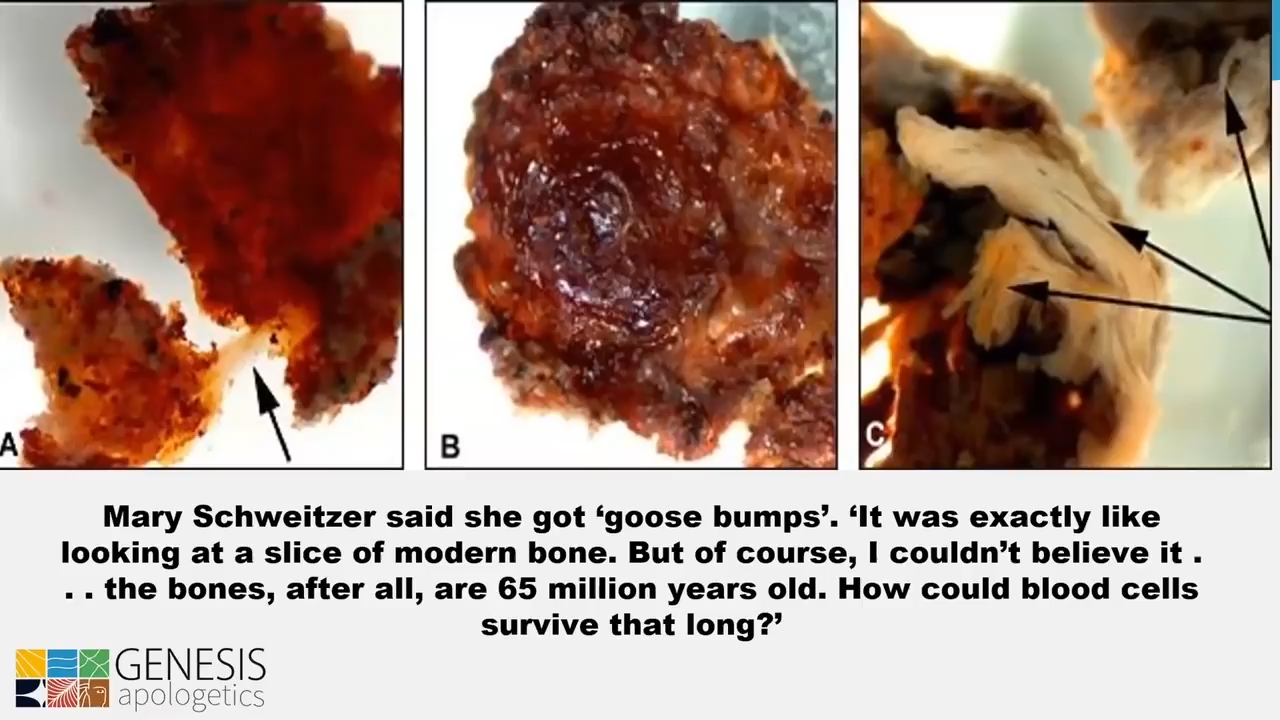 A
B
C
Mary Schweitzer said she got ‘goose bumps’. ‘It was exactly like
looking at a slice of modern bone. But of course, I couldn’t believe it .
. . the bones, after all, are 65 million years old. How could blood cells
survive that long?’
GENESIS
apologetics